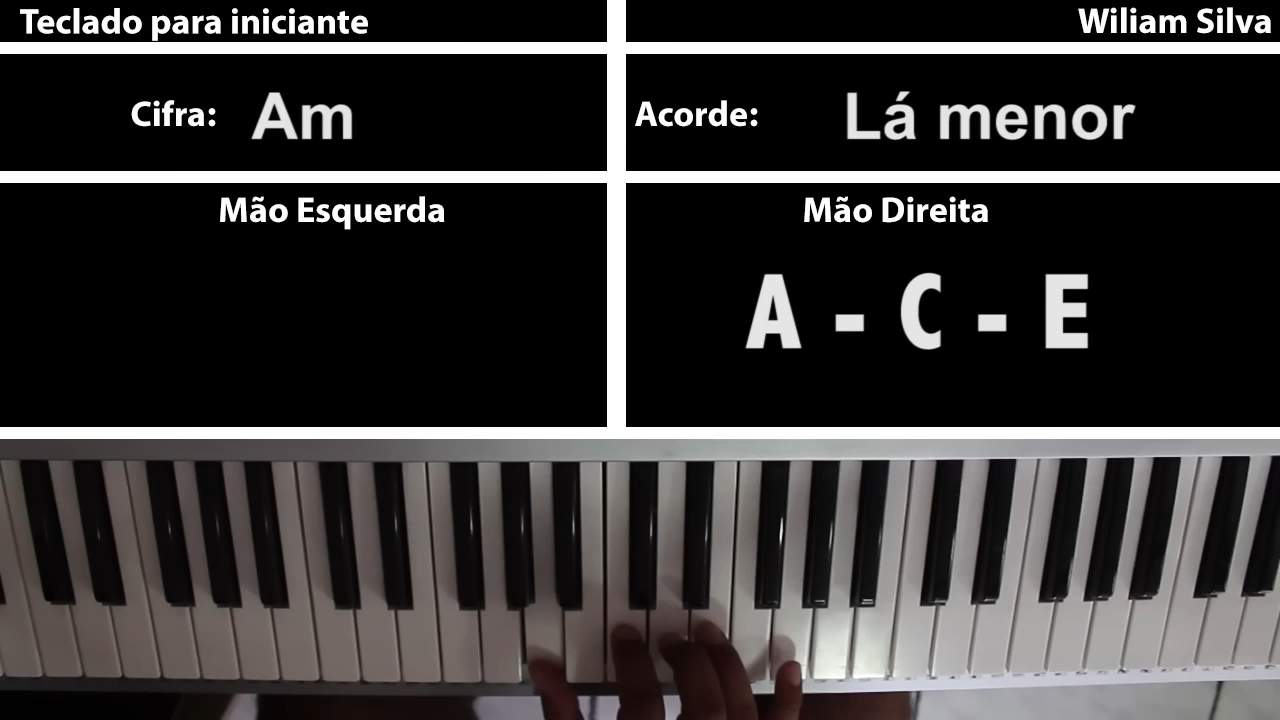 Teclado para iniciante
Wiliam Silva
Cifra: Am
Acorde: Lá menor
Mão Esquerda
Mão Direita
A - C - E